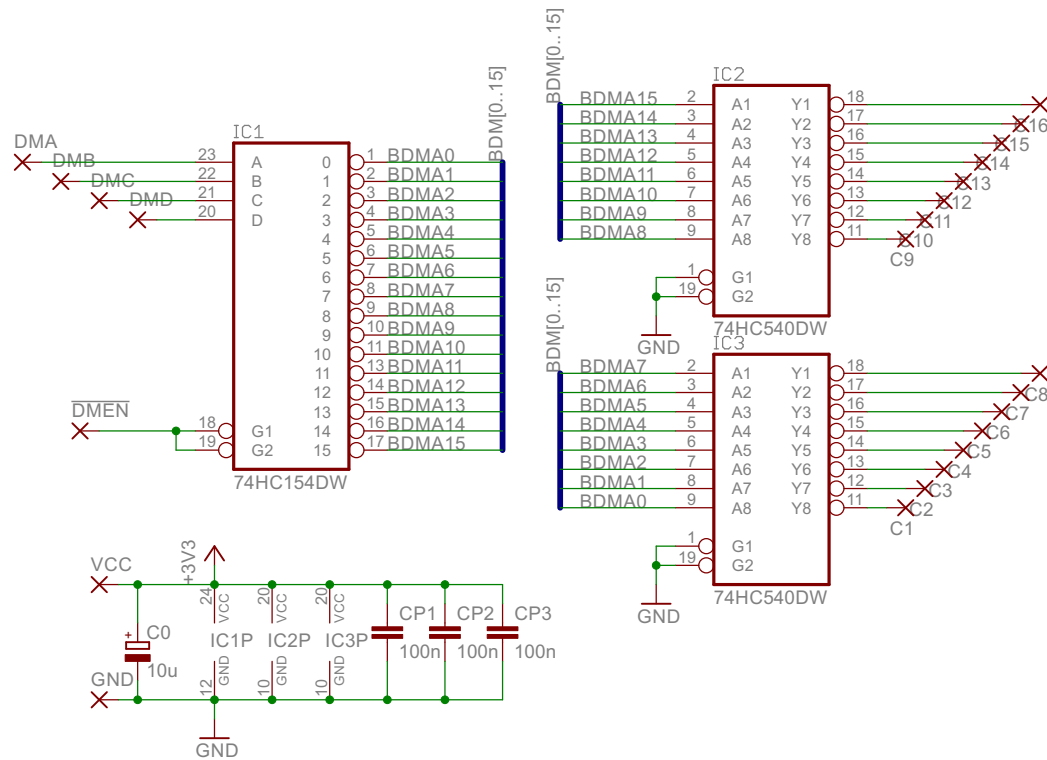 IC1
DMA
DMB
DMC
DMD
23 A 0 1 BDMA0
22 B 1 2 BDMA1
21 C 2 3 BDMA2
20 D 3 4 BDMA3
4 5 BDMA4
5 6 BDMA5
6 7 BDMA6
7 8 BDMA7
8 9 BDMA8
9 10 BDMA9
10 11 BDMA10
11 13 BDMA11
12 14 BDMA12
13 15 BDMA13
DMEN
18 G1 14 16 BDMA14
19 G2 15 17 BDMA15
74HC154DW
BDM[0..15]
BDM[0..15]
IC2
BDMA15 2 A1 Y1 18
BDMA14 3 A2 Y2 17
BDMA13 4 A3 Y3 16
BDMA12 5 A4 Y4 15
BDMA11 6 A5 Y5 14
BDMA10 7 A6 Y6 13
BDMA9 8 A7 Y7 12
BDMA8 9 A8 Y8 11
C16
C15
C14
C13
C12
C11
C10
C9
1 G1
19 G2
GND
74HC540DW
BDM[0..15]
IC3
BDMA7 2 A1 Y1 18
BDMA6 3 A2 Y2 17
BDMA5 4 A3 Y3 16
BDMA4 5 A4 Y4 15
BDMA3 6 A5 Y5 14
BDMA2 7 A6 Y6 13
BDMA1 8 A7 Y7 12
BDMA0 9 A8 Y8 11
C8
C7
C6
C5
C4
C3
C2
C1
1 G1
19 G2
GND
74HC540DW
VCC
+3V3
24 VCC
20 VCC
20 VCC
C0
10u
IC1P
IC2P
IC3P
CP1
100n
CP2
100n
CP3
100n
GND
12 GND
10 GND
10 GND
GND